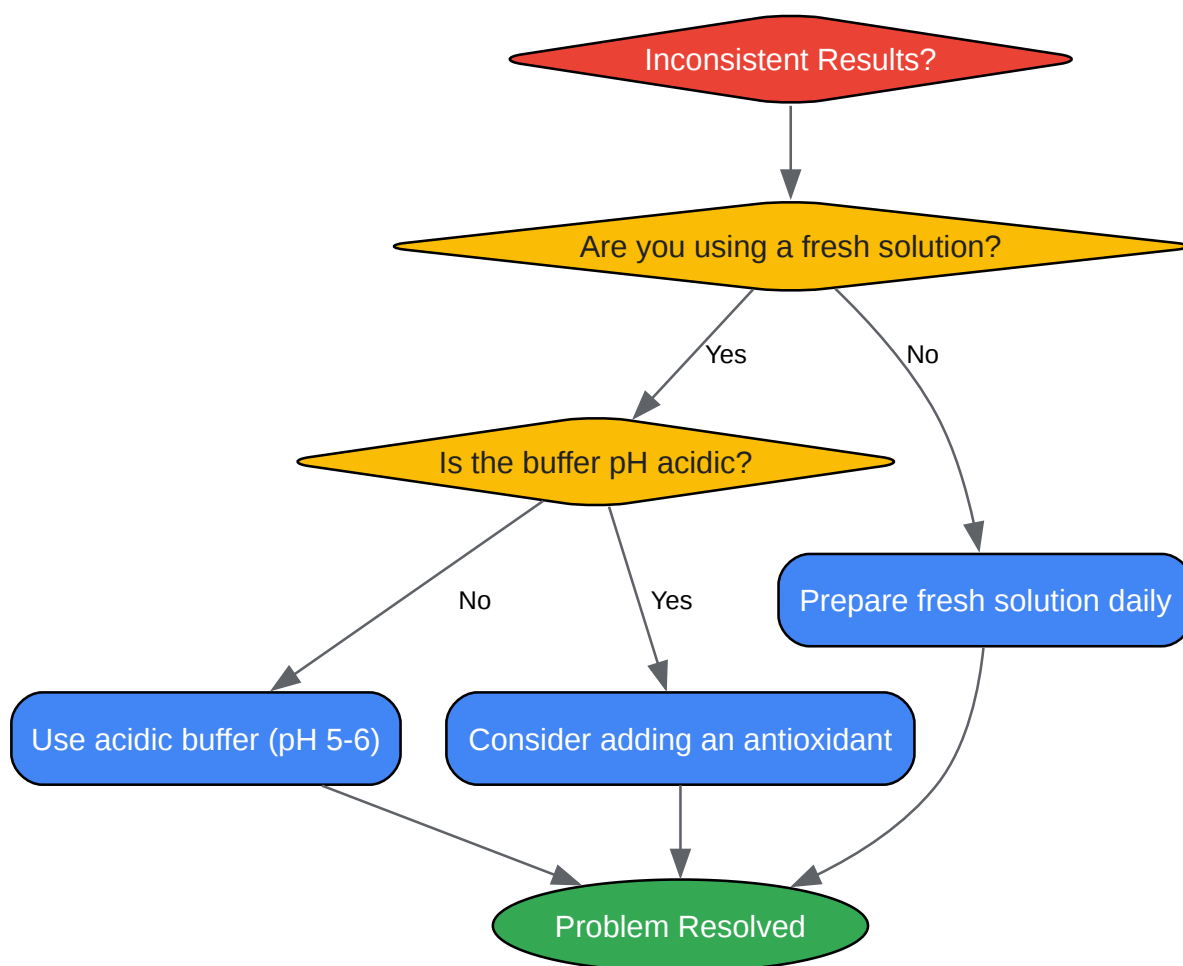 Inconsistent Results?
Are you using a fresh solution?
Yes
No
Is the buffer pH acidic?
No
Yes
Prepare fresh solution daily
Use acidic buffer (pH 5-6)
Consider adding an antioxidant
Problem Resolved